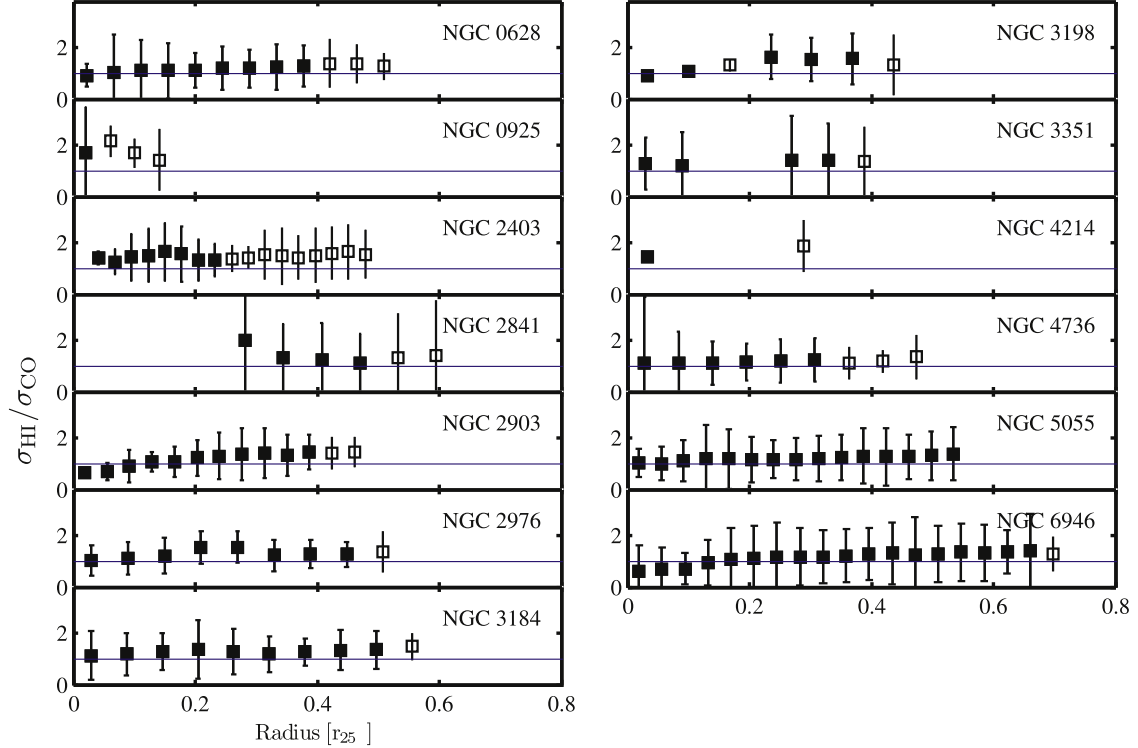 NGC 0628
2
0
NGC 0925
2
0
NGC 2403
2
0
NGC 2841
2
0
NGC 2903
2
0
NGC 2976
2
0
NGC 3184
2
0
0 0.2 0.4 0.6 0.8
Radius [r25 ]
σHI/σCO
NGC 3198
2
0
NGC 3351
2
0
NGC 4214
2
0
NGC 4736
2
0
NGC 5055
2
0
NGC 6946
2
0
0 0.2 0.4 0.6 0.8